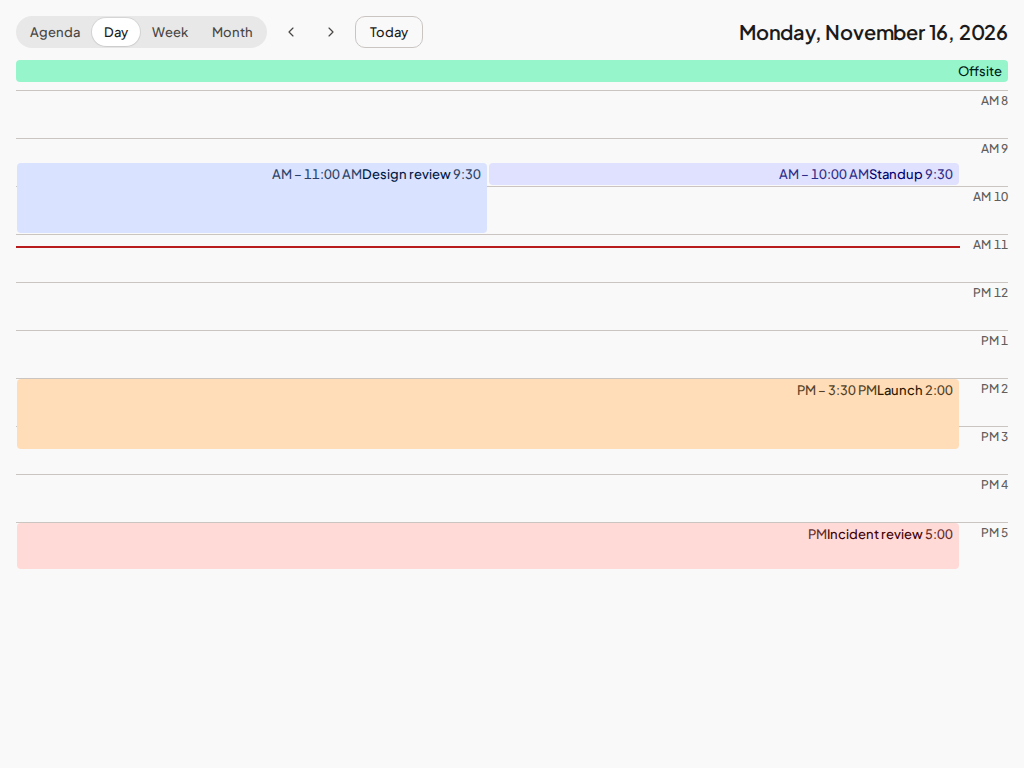 Agenda Day Week Month Today Monday, November 16, 2026
Offsite
AM 8
AM 9
AM – 11:00 AMDesign review 9:30
AM – 10:00 AMStandup 9:30
AM 10
AM 11
PM 12
PM 1
PM – 3:30 PMLaunch 2:00
PM 2
PM 3
PM 4
PMIncident review 5:00
PM 5